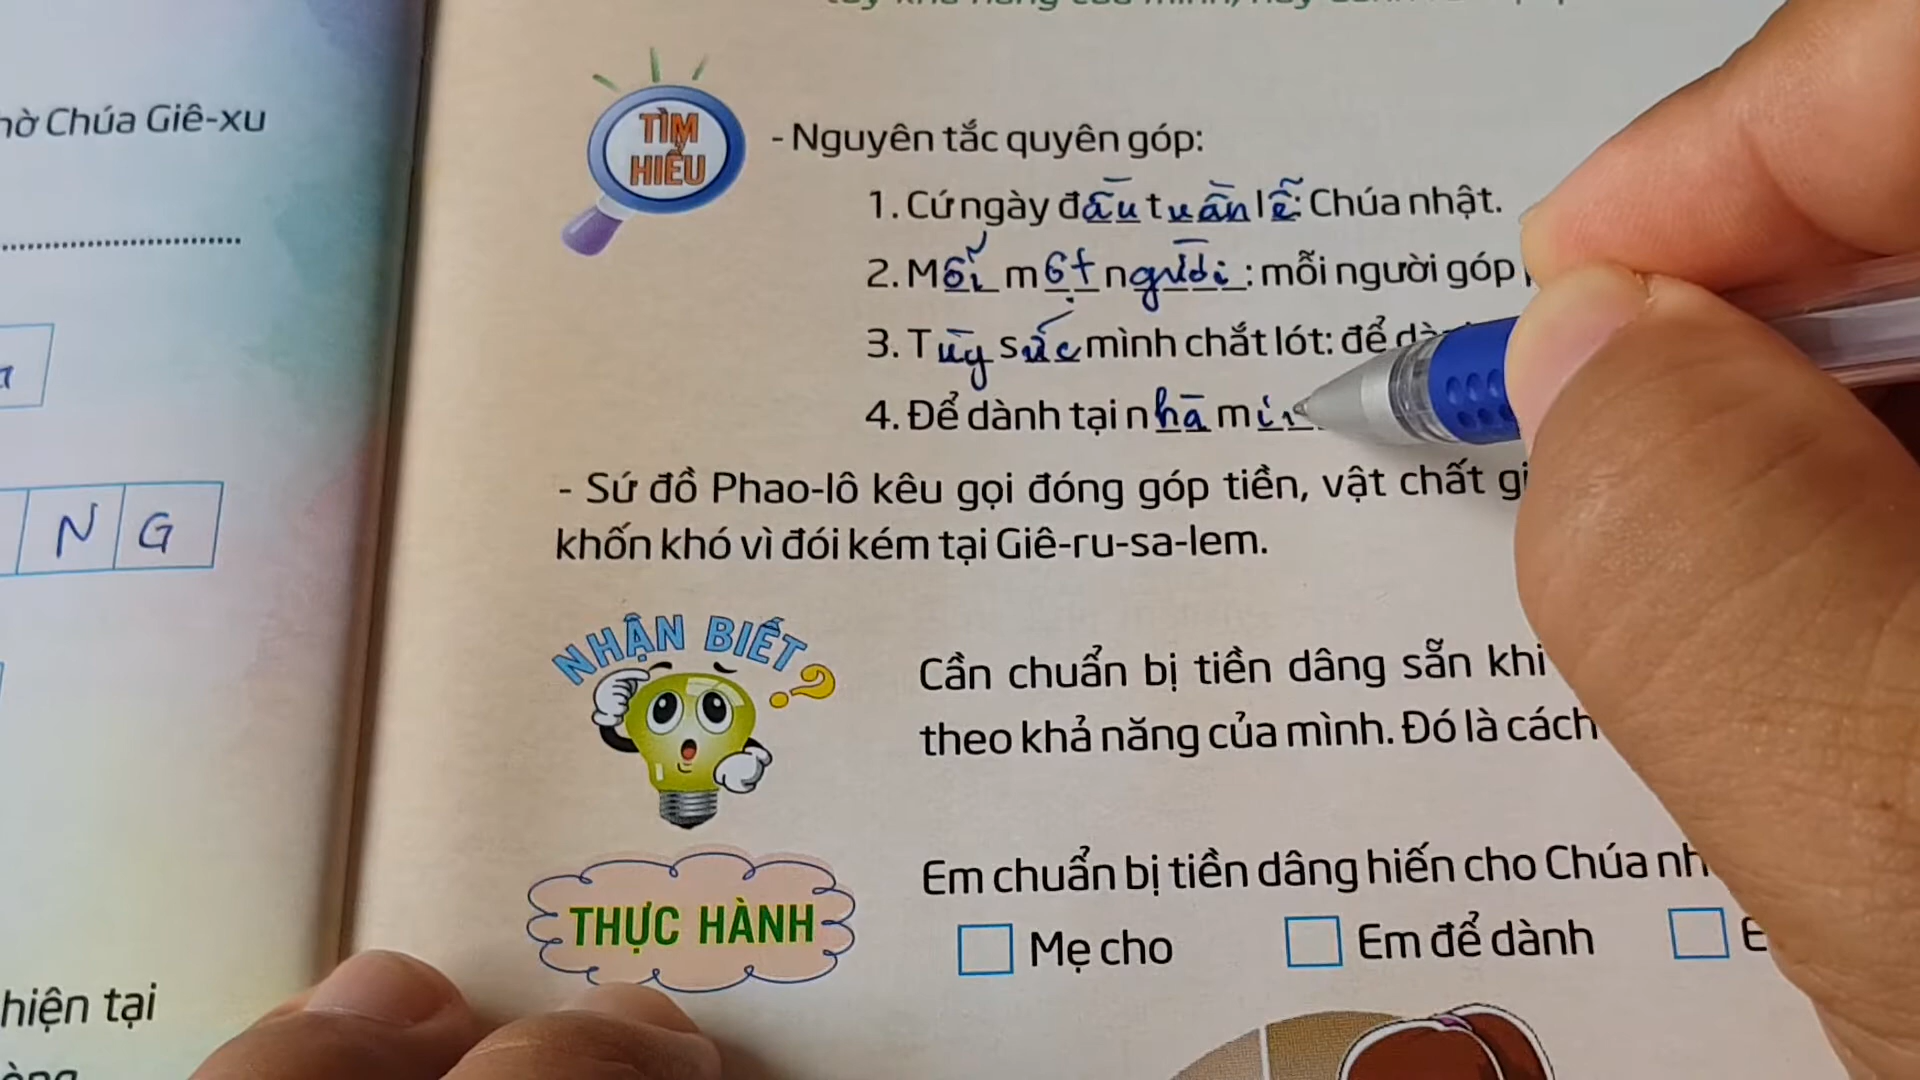 hờ Chúa Giê-xu
N G
hiện tại
TÌM
HIỂU
- Nguyên tắc quyên góp:
1. Cứ ngày đầu tuần lễ: Chúa nhật.
2. Mỗi một người: mỗi người góp
3. Tùy sức mình chắt lót: để
4. Để dành tại nhà m
- Sứ đồ Phao-lô kêu gọi đóng góp tiền, vật chất
khốn khó vì đói kém tại Giê-ru-sa-lem.
NHẬN BIẾT?
Cần chuẩn bị tiền dâng sẵn khi
theo khả năng của mình. Đó là cách
THỰC HÀNH
Em chuẩn bị tiền dâng hiến cho Chúa
Mẹ cho Em để dành